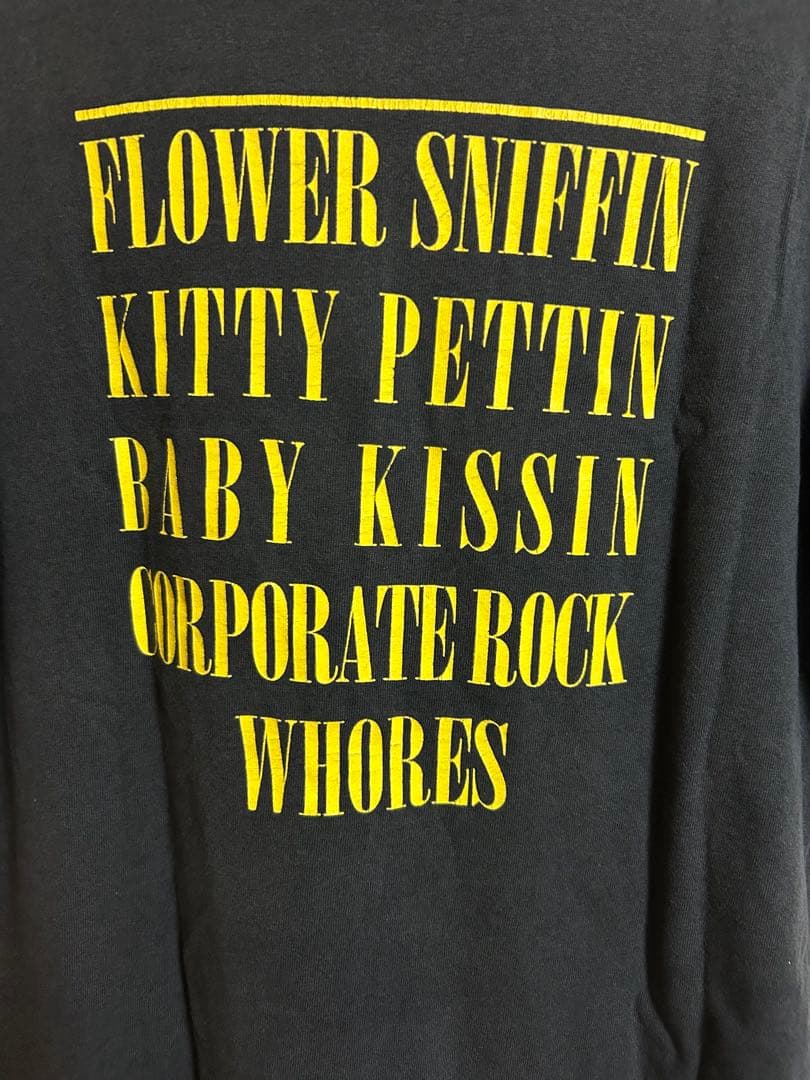 FLOWER SNIFFIN
KITTY PETTIN
BABY KISSIN
CORPORATE ROCK
WHORES